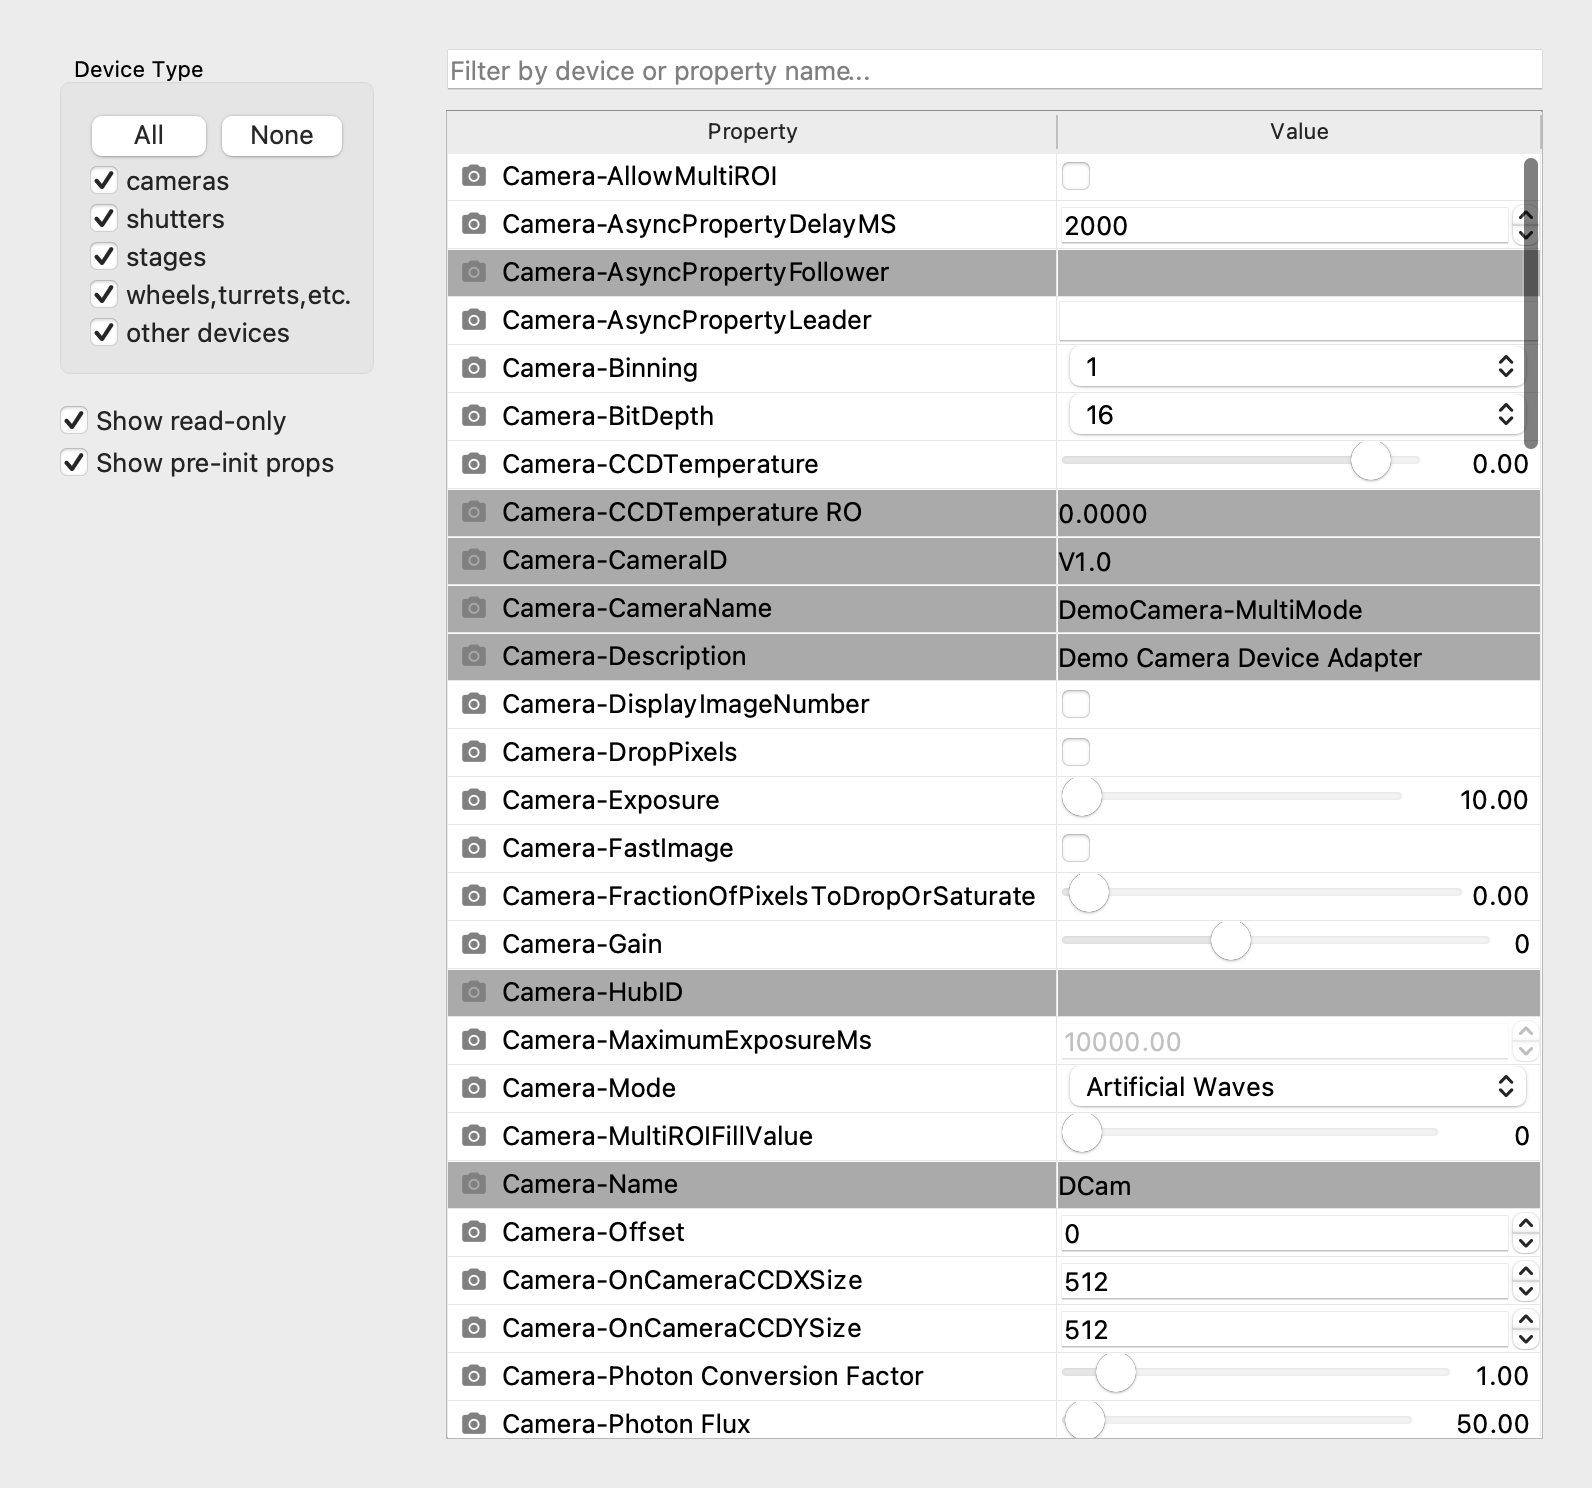 Device Type
All None
cameras
shutters
stages
wheels,turrets,etc.
other devices
Show read-only
Show pre-init props
Filter by device or property name...
Property Value
Camera-AllowMultiROI
Camera-AsyncPropertyDelayMS 2000
Camera-AsyncPropertyFollower
Camera-AsyncPropertyLeader
Camera-Binning 1
Camera-BitDepth 16
Camera-CCDTemperature 0.00
Camera-CCDTemperature RO 0.0000
Camera-CameraID V1.0
Camera-CameraName DemoCamera-MultiMode
Camera-Description Demo Camera Device Adapter
Camera-DisplayImageNumber
Camera-DropPixels
Camera-Exposure 10.00
Camera-FastImage
Camera-FractionOfPixelsToDropOrSaturate 0.00
Camera-Gain 0
Camera-HubID
Camera-MaximumExposureMs 10000.00
Camera-Mode Artificial Waves
Camera-MultiROIFillValue 0
Camera-Name DCam
Camera-Offset 0
Camera-OnCameraCCDXSize 512
Camera-OnCameraCCDYSize 512
Camera-Photon Conversion Factor 1.00
Camera-Photon Flux 50.00